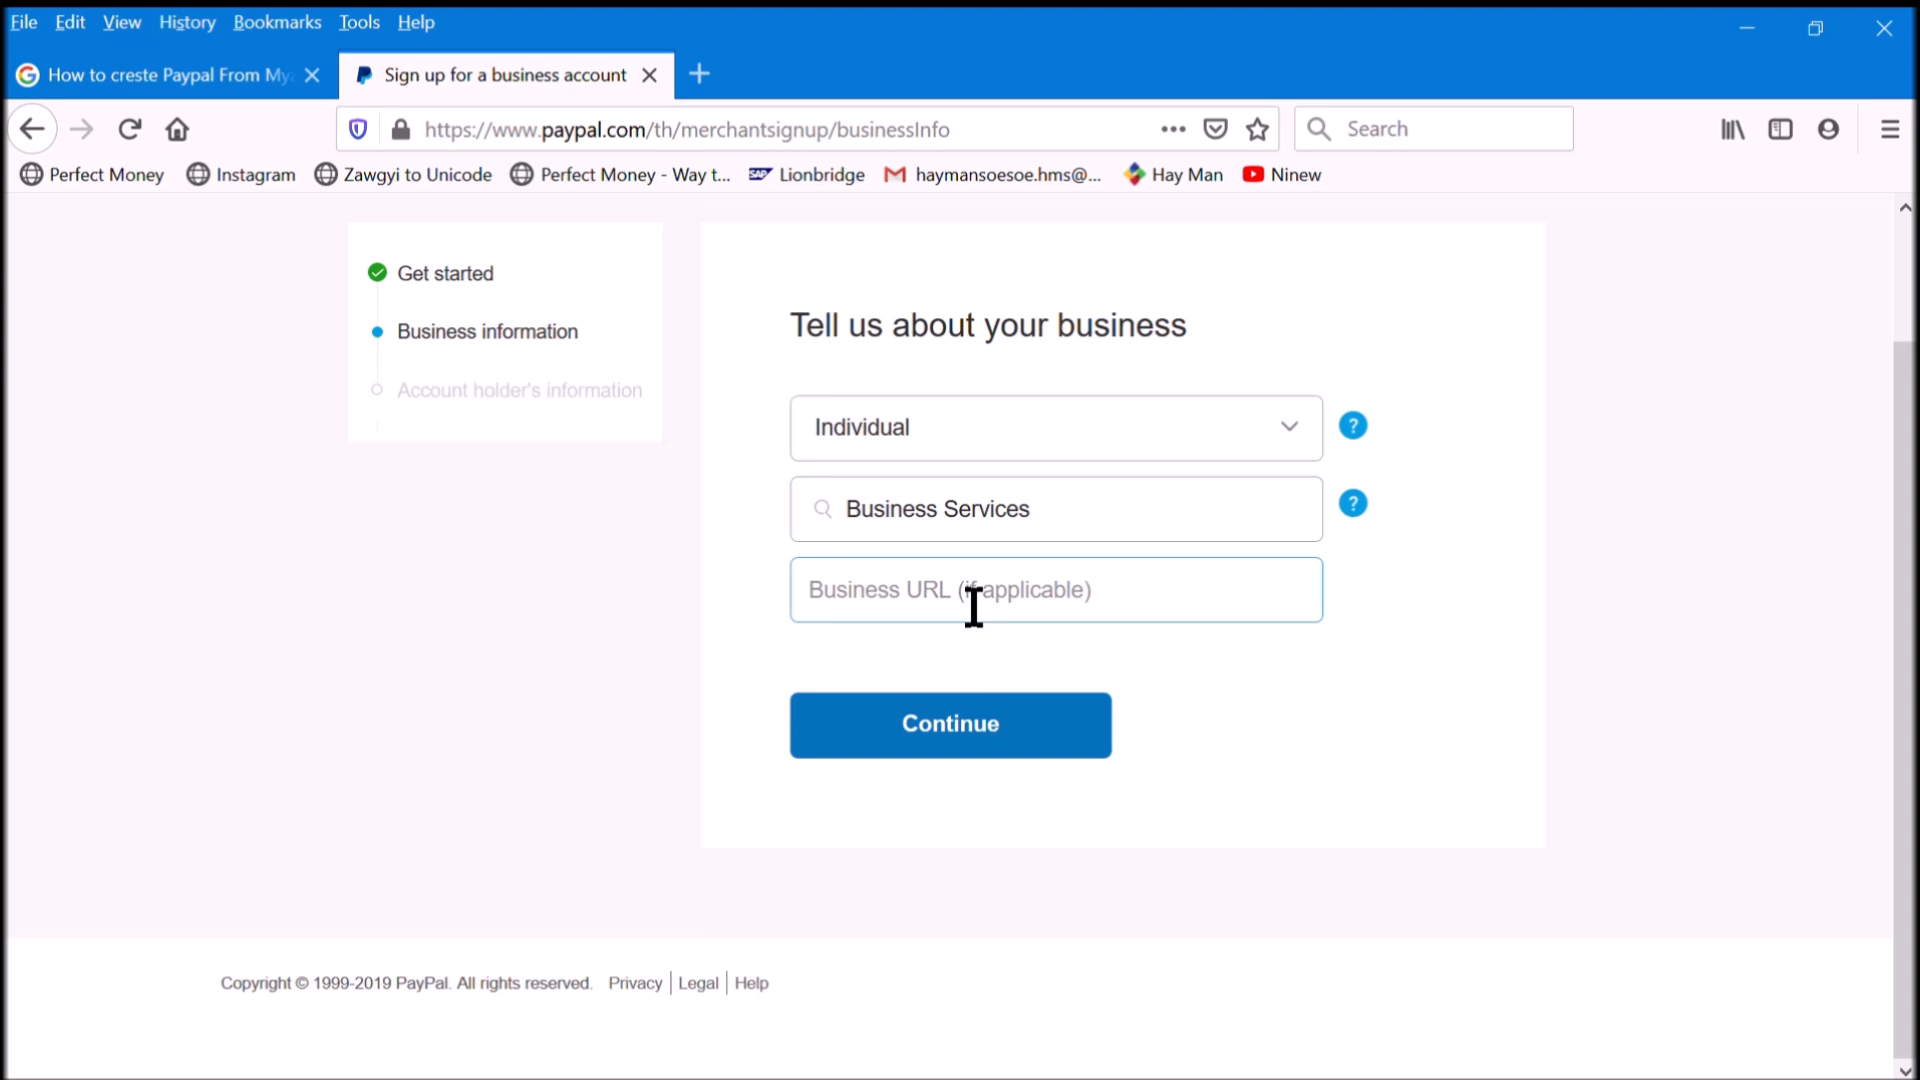 File Edit View History Bookmarks Tools Help
How to creste Paypal From Mya
Sign up for a business account
https://www.paypal.com/th/merchantsignup/businessInfo
Search
Perfect Money Instagram Zawgyi to Unicode Perfect Money - Way t... Lionbridge haymansoesoe.hms@... Hay Man Ninew
Get started
Business information
Account holder's information
Tell us about your business
Individual
?
Business Services
?
Business URL (if applicable)
Continue
Copyright © 1999-2019 PayPal. All rights reserved. Privacy Legal Help